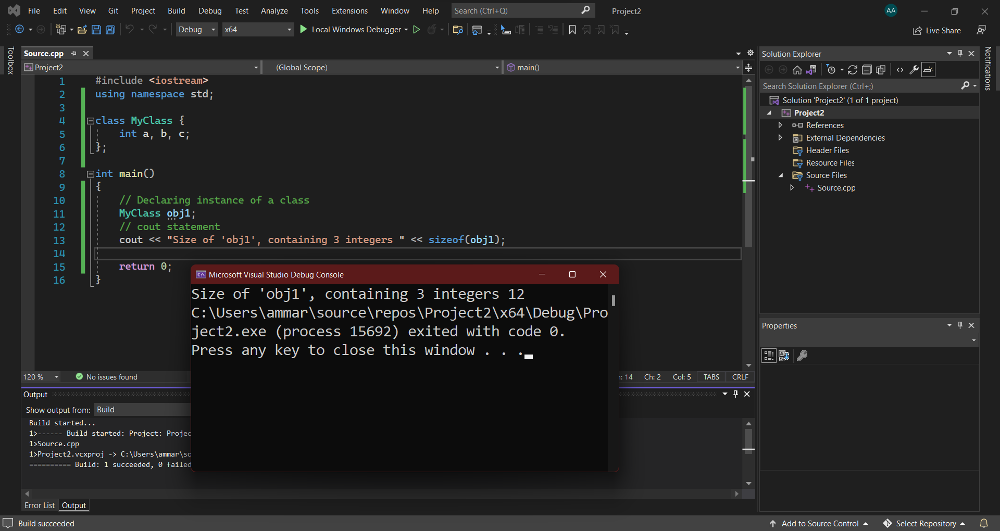 File Edit View Git Project Build Debug Test Analyze Tools Extensions Window Help Search (Ctrl+Q) Project2 AA
Debug x64 Local Windows Debugger Live Share
Toolbox
Source.cpp
Project2 (Global Scope) main()
1 #include <iostream>
2 using namespace std;
3
4 class MyClass {
5 int a, b, c;
6 };
7
8 int main()
9 {
10 // Declaring instance of a class
11 MyClass obj1;
12 // cout statement
13 cout << "Size of 'obj1', containing 3 integers " << sizeof(obj1);
14
15 return 0;
16 }
Microsoft Visual Studio Debug Console
Size of 'obj1', containing 3 integers 12
C:\Users\ammar\source\repos\Project2\x64\Debug\Pro
ject2.exe (process 15692) exited with code 0.
Press any key to close this window . . .
120 % No issues found : 14 Ch: 2 Col: 5 TABS CRLF
Output
Show output from: Build
Build started...
1>------ Build started: Project: Projec
1>Source.cpp
1>Project2.vcxproj -> C:\Users\ammar\so
========== Build: 1 succeeded, 0 failed
Error List Output
Solution Explorer
Search Solution Explorer (Ctrl+;)
Solution 'Project2' (1 of 1 project)
Project2
References
External Dependencies
Header Files
Resource Files
Source Files
Source.cpp
Properties
Notifications
Build succeeded Add to Source Control Select Repository